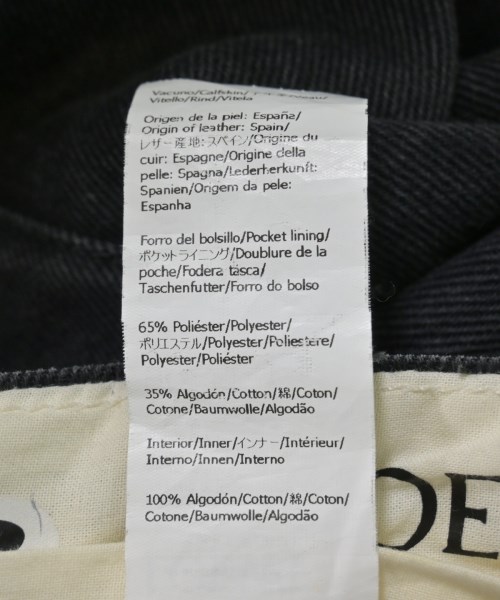 Vacuno/Calfskin/
Vitello/Rind/Vitela
Origen de la piel: España/
Origin of leather: Spain/
レザー産地:スペイン/Origine du
cuir: Espagne/Origine della
pelle: Spagna/Lederherkunft:
Spanien/Origem da pele:
Espanha
Forro del bolsillo/Pocket lining/
ポケットライニング/Doublure de la
poche/Fodera tasca/
Taschenfutter/Forro do bolso
65% Poliéster/Polyester/
ポリエステル/Polyester/Poliestere/
Polyester/Poliéster
35% Algodón/Cotton/綿/Coton/
Cotone/Baumwolle/Algodão
Interior/Inner/インナー/Intérieur/
Interno/Innen/Interno
100% Algodón/Cotton/綿/Coton/
Cotone/Baumwolle/Algodão
OE